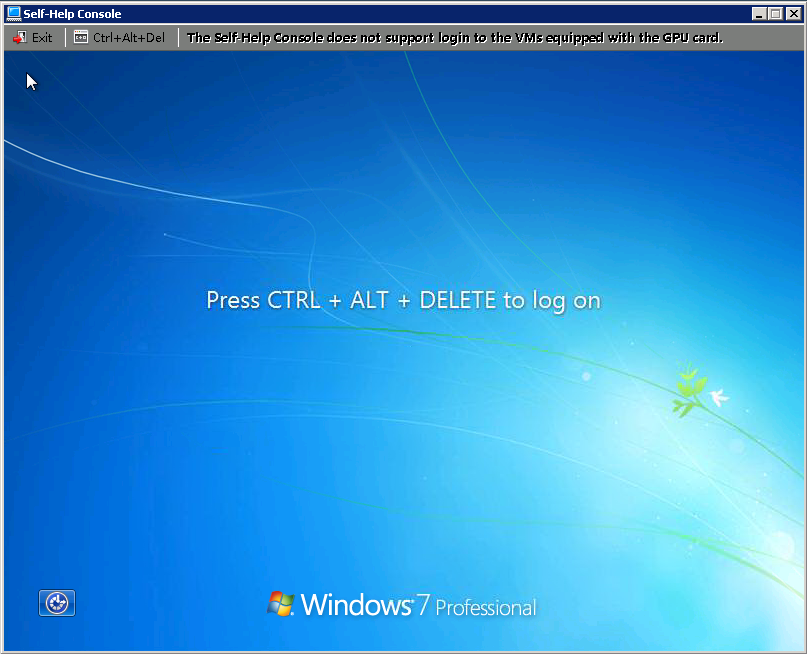 Self-Help Console
Exit Ctrl+Alt+Del The Self-Help Console does not support login to the VMs equipped with the GPU card.
Press CTRL + ALT + DELETE to log on
Windows 7 Professional